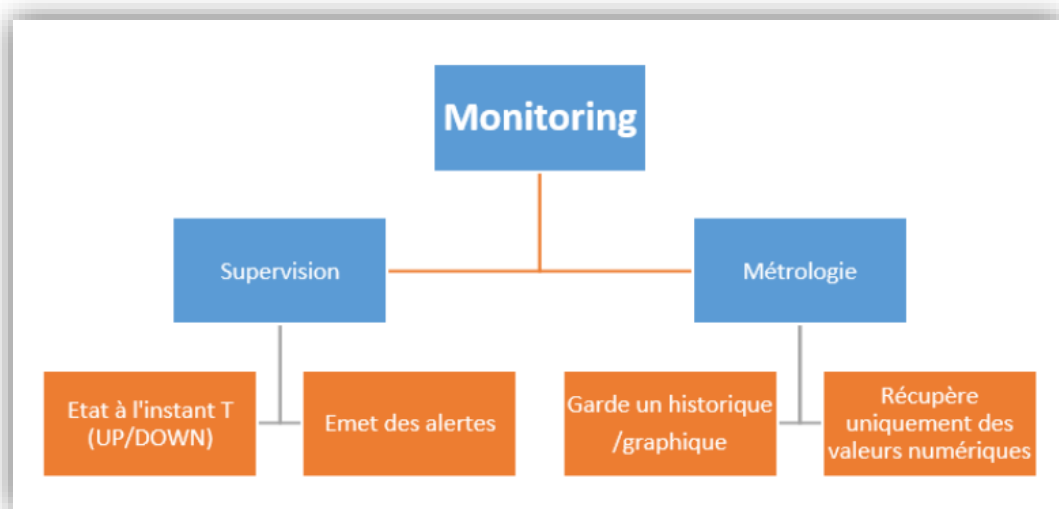 Monitoring
Supervision
Métrologie
Etat à l'instant T
(UP/DOWN)
Emet des alertes
Garde un historique
/graphique
Récupère
uniquement des
valeurs numériques